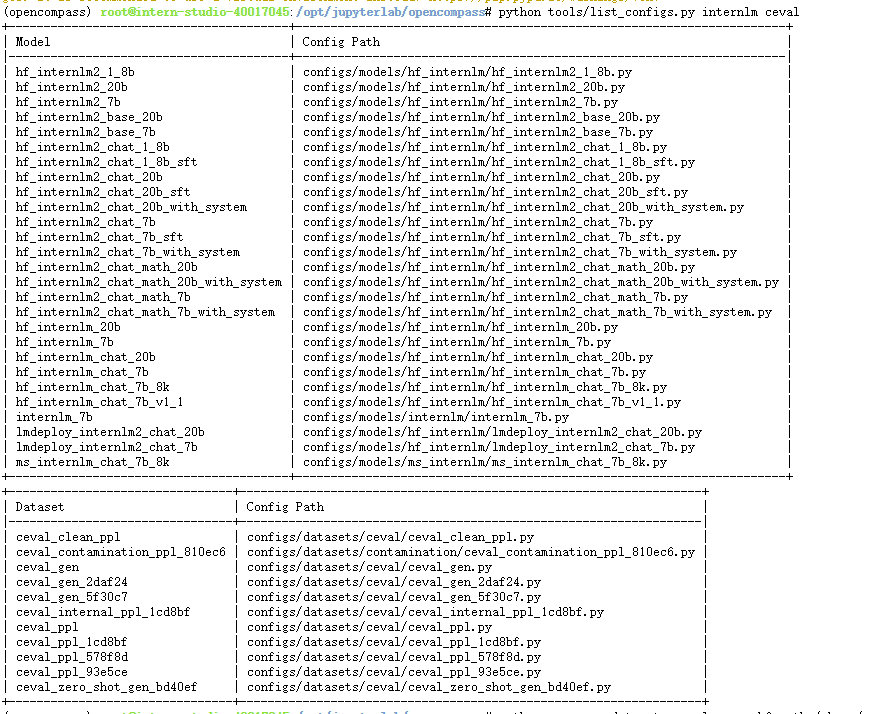 (opencompass) root@intern-studio-40017045:/opt/jupyterlab/opencompass# python tools/list_configs.py internlm ceval
Model | Config Path
hf_internlm2_1_8b | configs/models/hf_internlm/hf_internlm2_1_8b.py
hf_internlm2_20b | configs/models/hf_internlm/hf_internlm2_20b.py
hf_internlm2_7b | configs/models/hf_internlm/hf_internlm2_7b.py
hf_internlm2_base_20b | configs/models/hf_internlm/hf_internlm2_base_20b.py
hf_internlm2_base_7b | configs/models/hf_internlm/hf_internlm2_base_7b.py
hf_internlm2_chat_1_8b | configs/models/hf_internlm/hf_internlm2_chat_1_8b.py
hf_internlm2_chat_1_8b_sft | configs/models/hf_internlm/hf_internlm2_chat_1_8b_sft.py
hf_internlm2_chat_20b | configs/models/hf_internlm/hf_internlm2_chat_20b.py
hf_internlm2_chat_20b_sft | configs/models/hf_internlm/hf_internlm2_chat_20b_sft.py
hf_internlm2_chat_20b_with_system | configs/models/hf_internlm/hf_internlm2_chat_20b_with_system.py
hf_internlm2_chat_7b | configs/models/hf_internlm/hf_internlm2_chat_7b.py
hf_internlm2_chat_7b_sft | configs/models/hf_internlm/hf_internlm2_chat_7b_sft.py
hf_internlm2_chat_7b_with_system | configs/models/hf_internlm/hf_internlm2_chat_7b_with_system.py
hf_internlm2_chat_math_20b | configs/models/hf_internlm/hf_internlm2_chat_math_20b.py
hf_internlm2_chat_math_20b_with_system | configs/models/hf_internlm/hf_internlm2_chat_math_20b_with_system.py
hf_internlm2_chat_math_7b | configs/models/hf_internlm/hf_internlm2_chat_math_7b.py
hf_internlm2_chat_math_7b_with_system | configs/models/hf_internlm/hf_internlm2_chat_math_7b_with_system.py
hf_internlm_20b | configs/models/hf_internlm/hf_internlm_20b.py
hf_internlm_7b | configs/models/hf_internlm/hf_internlm_7b.py
hf_internlm_chat_20b | configs/models/hf_internlm/hf_internlm_chat_20b.py
hf_internlm_chat_7b | configs/models/hf_internlm/hf_internlm_chat_7b.py
hf_internlm_chat_7b_8k | configs/models/hf_internlm/hf_internlm_chat_7b_8k.py
hf_internlm_chat_7b_v1_1 | configs/models/hf_internlm/hf_internlm_chat_7b_v1_1.py
internlm_7b | configs/models/internlm/internlm_7b.py
lmdeploy_internlm2_chat_20b | configs/models/hf_internlm/lmdeploy_internlm2_chat_20b.py
lmdeploy_internlm2_chat_7b | configs/models/hf_internlm/lmdeploy_internlm2_chat_7b.py
ms_internlm_chat_7b_8k | configs/models/ms_internlm/ms_internlm_chat_7b_8k.py
Dataset | Config Path
ceval_clean_ppl | configs/datasets/ceval/ceval_clean_ppl.py
ceval_contamination_ppl_810ec6 | configs/datasets/contamination/ceval_contamination_ppl_810ec6.py
ceval_gen | configs/datasets/ceval/ceval_gen.py
ceval_gen_2daf24 | configs/datasets/ceval/ceval_gen_2daf24.py
ceval_gen_5f30c7 | configs/datasets/ceval/ceval_gen_5f30c7.py
ceval_internal_ppl_1cd8bf | configs/datasets/ceval/ceval_internal_ppl_1cd8bf.py
ceval_ppl | configs/datasets/ceval/ceval_ppl.py
ceval_ppl_1cd8bf | configs/datasets/ceval/ceval_ppl_1cd8bf.py
ceval_ppl_578f8d | configs/datasets/ceval/ceval_ppl_578f8d.py
ceval_ppl_93e5ce | configs/datasets/ceval/ceval_ppl_93e5ce.py
ceval_zero_shot_gen_bd40ef | configs/datasets/ceval/ceval_zero_shot_gen_bd40ef.py